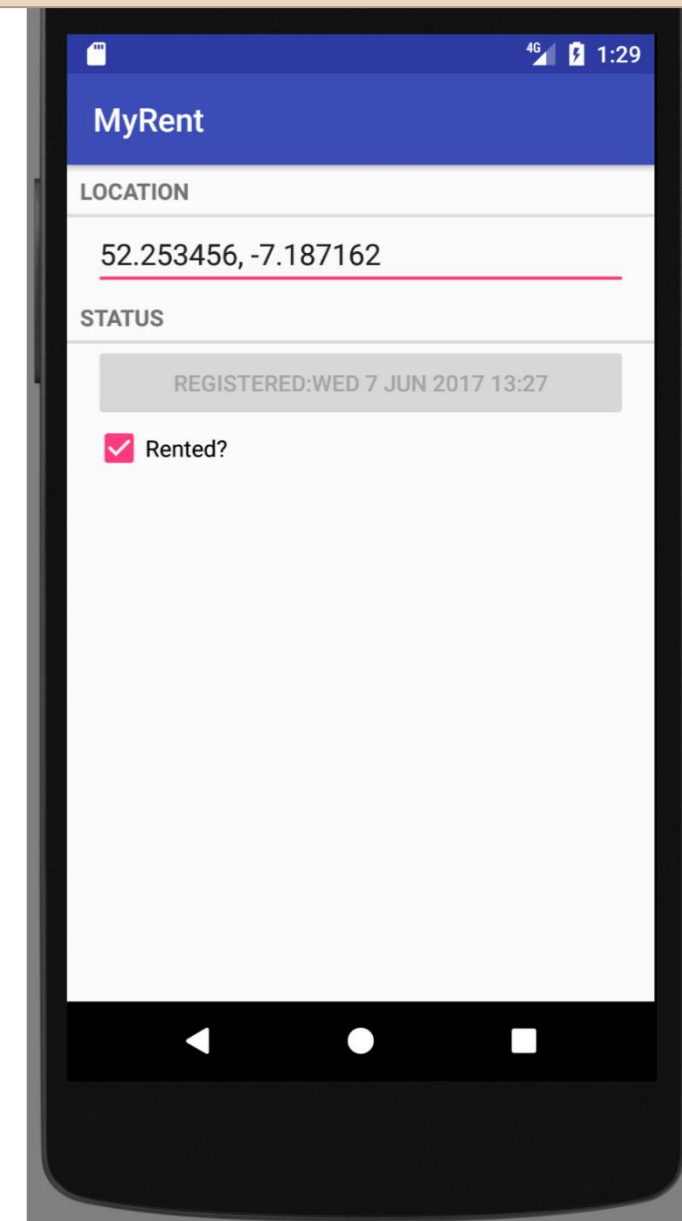 4G 1:29
MyRent
LOCATION
52.253456, -7.187162
STATUS
REGISTERED:WED 7 JUN 2017 13:27
Rented?